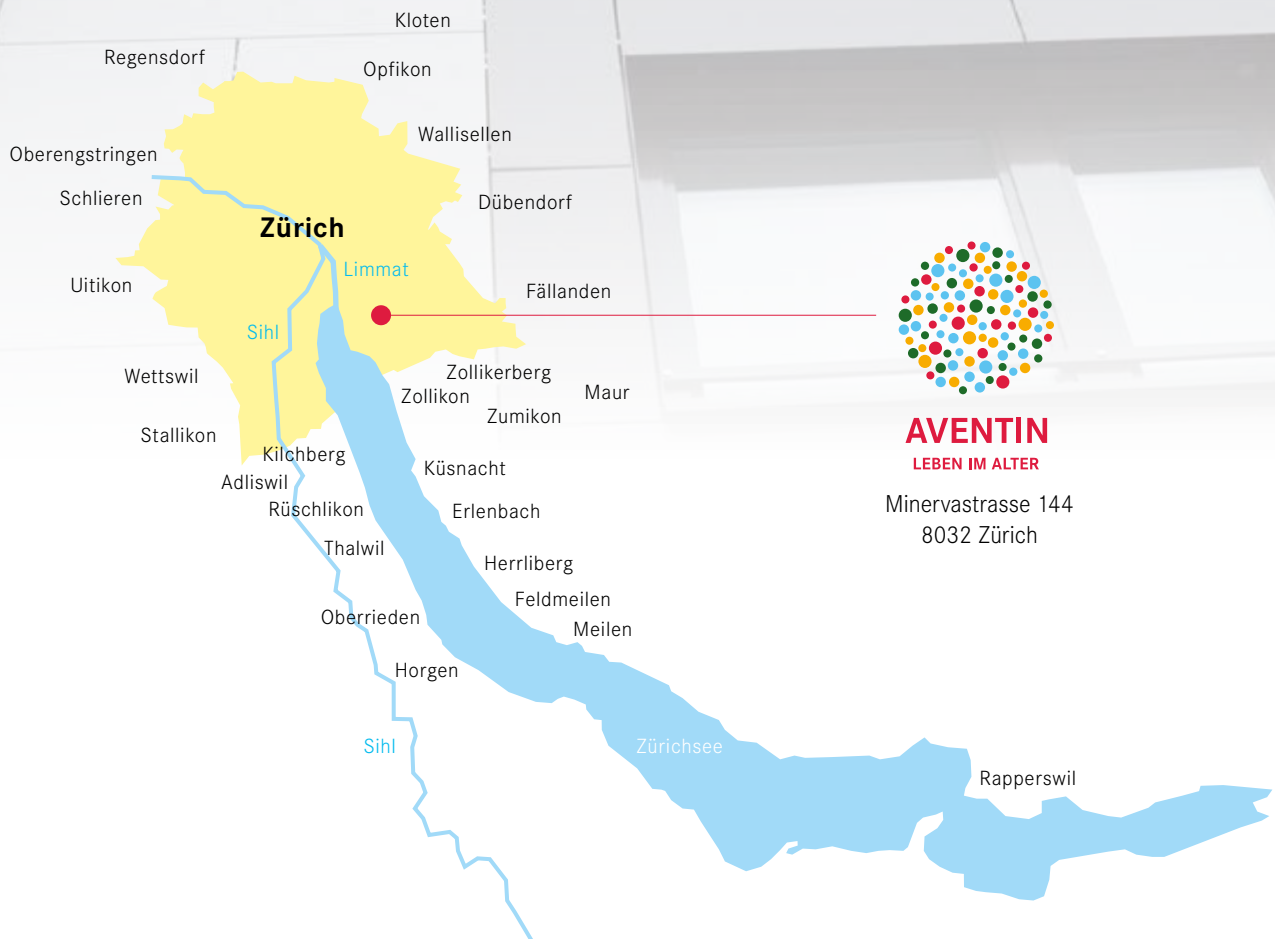 Kloten
Regensdorf
Opfikon
Wallisellen
Oberengstringen
Schlieren
Dübendorf
Zürich
Limmat
Uitikon
Fällanden
Sihl
Wettswil
Zollikerberg
Zollikon
Maur
Zumikon
Stallikon
Kilchberg
Adliswil
Küsnacht
Rüschlikon
Erlenbach
Thalwil
Herrliberg
Feldmeilen
Oberrieden
Meilen
Horgen
Sihl
Zürichsee
Rapperswil
AVENTIN
LEBEN IM ALTER
Minervastrasse 144
8032 Zürich